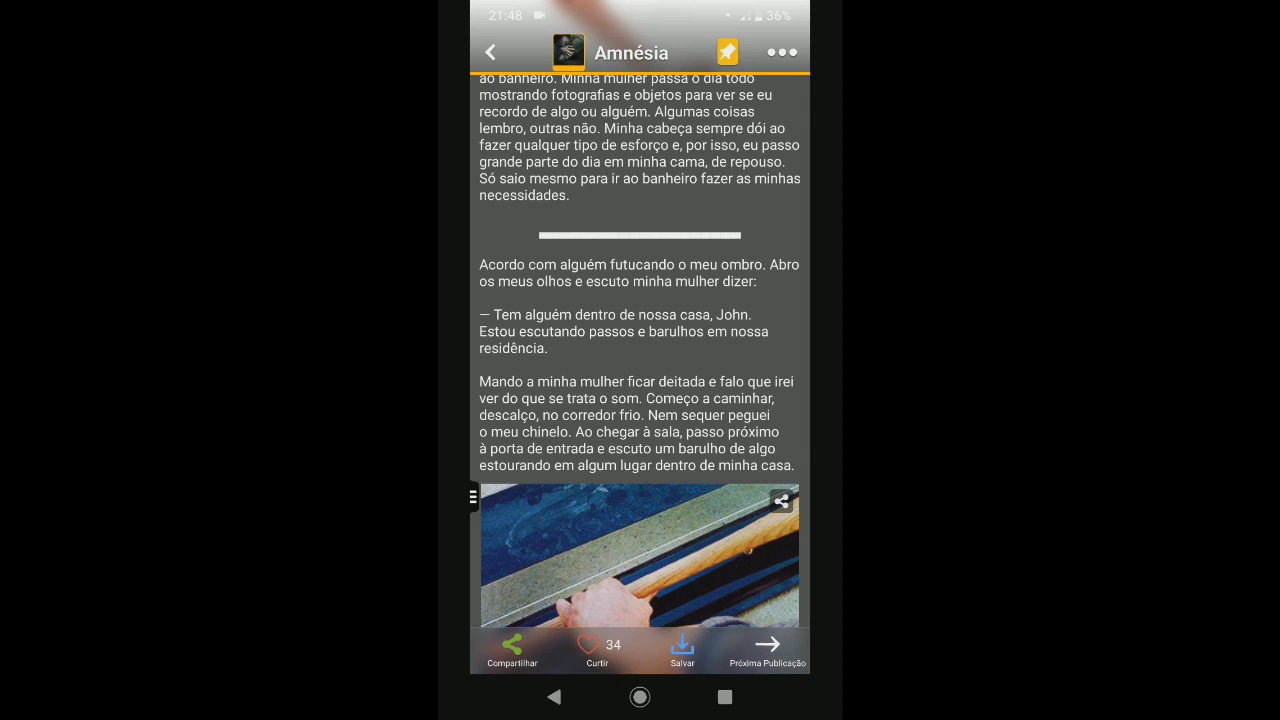 21:48
36%
Amnésia
ao banheiro. Minha mulher passa o dia todo
mostrando fotografias e objetos para ver se eu
recordo de algo ou alguém. Algumas coisas
lembro, outras não. Minha cabeça sempre dói ao
fazer qualquer tipo de esforço e, por isso, eu passo
grande parte do dia em minha cama, de repouso.
Só saio mesmo para ir ao banheiro fazer as minhas
necessidades.
Acordo com alguém futucando o meu ombro. Abro
os meus olhos e escuto minha mulher dizer:
— Tem alguém dentro de nossa casa, John.
Estou escutando passos e barulhos em nossa
residência.
Mando a minha mulher ficar deitada e falo que irei
ver do que se trata o som. Começo a caminhar,
descalço, no corredor frio. Nem sequer peguei
o meu chinelo. Ao chegar à sala, passo próximo
à porta de entrada e escuto um barulho de algo
estourando em algum lugar dentro de minha casa.
34
Compartilhar
Curtir
Salvar
Próxima Publicação